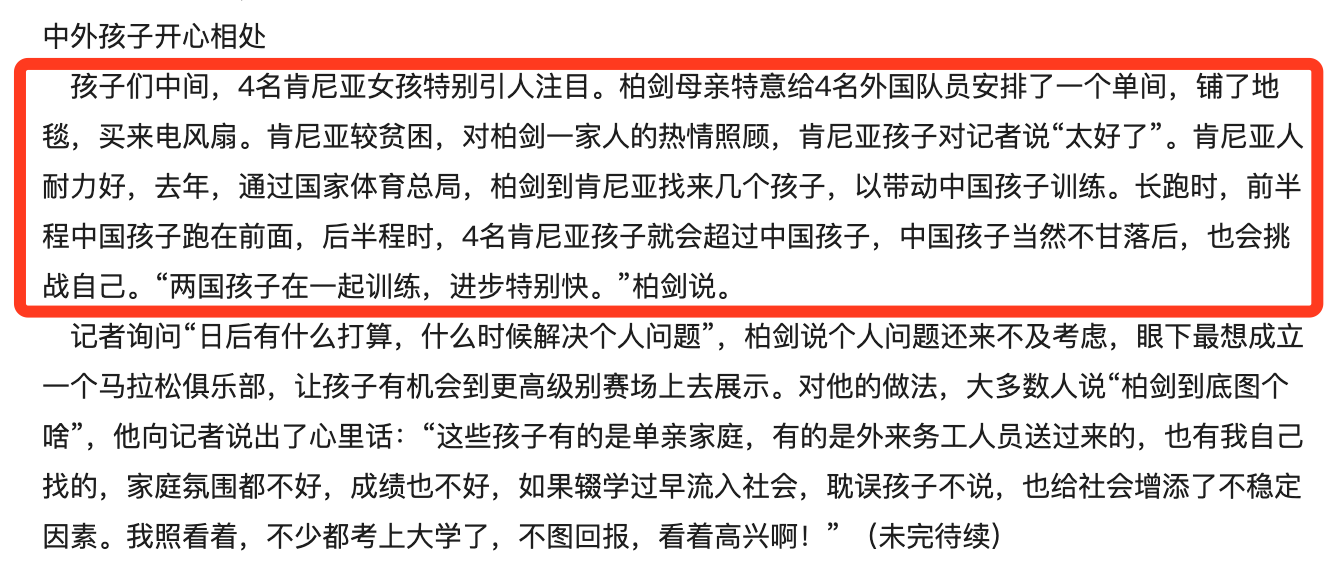 中外孩子开心相处
孩子们中间，4名肯尼亚女孩特别引人注目。柏剑母亲特意给4名外国队员安排了一个单间，铺了地
毯，买来电风扇。肯尼亚较贫困，对柏剑一家人的热情照顾，肯尼亚孩子对记者说“太好了”。肯尼亚人
耐力好，去年，通过国家体育总局，柏剑到肯尼亚找来几个孩子，以带动中国孩子训练。长跑时，前半
程中国孩子跑在前面，后半程时，4名肯尼亚孩子就会超过中国孩子，中国孩子当然不甘落后，也会挑
战自己。“两国孩子在一起训练，进步特别快。”柏剑说。
记者询问“日后有什么打算，什么时候解决个人问题”，柏剑说个人问题还来不及考虑，眼下最想成立
一个马拉松俱乐部，让孩子有机会到更高级别赛场上去展示。对他的做法，大多数人说“柏剑到底图个
啥”，他向记者说出了心里话：“这些孩子有的是单亲家庭，有的是外来务工人员送过来的，也有我自己
找的，家庭氛围都不好，成绩也不好，如果辍学过早流入社会，耽误孩子不说，也给社会增添了不稳定
因素。我照看着，不少都考上大学了，不图回报，看着高兴啊！”（未完待续）